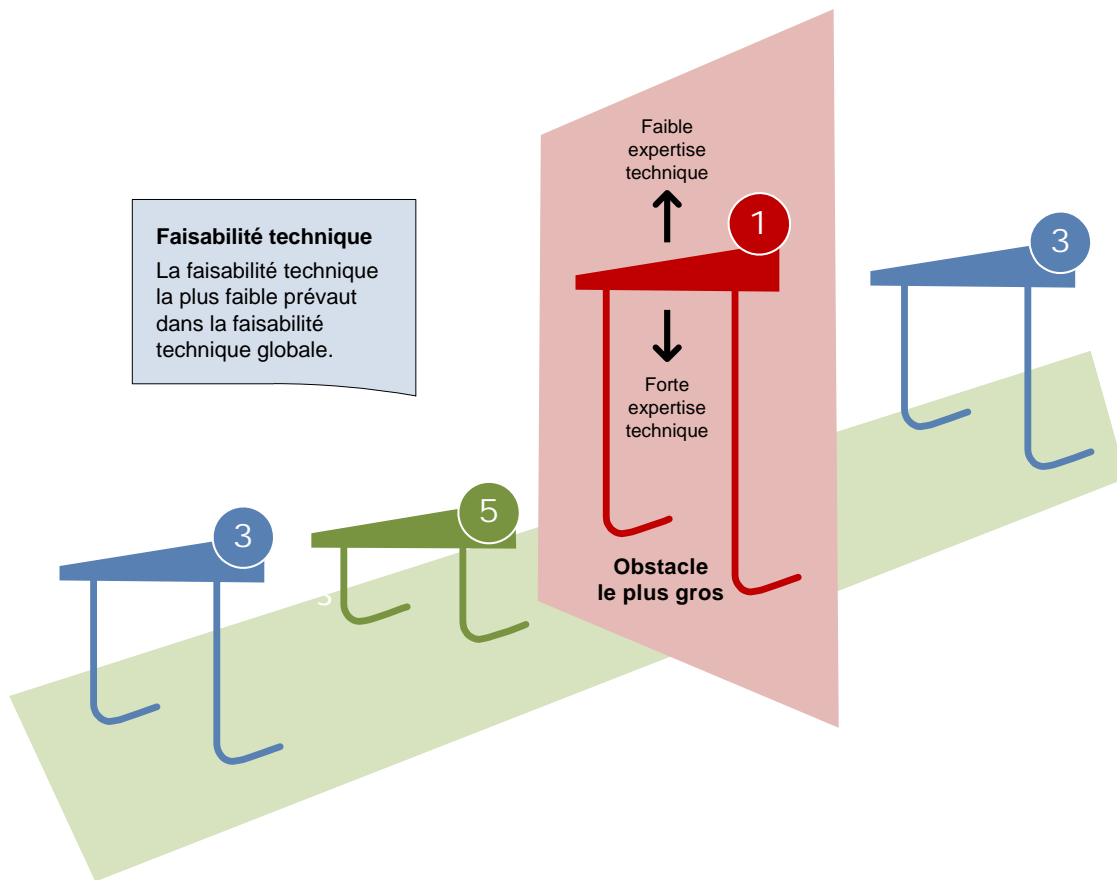 Faible
expertise
technique
1
3
Faisabilité technique
La faisabilité technique
la plus faible prévaut
dans la faisabilité
technique globale.
Forte
expertise
technique
5
3
Obstacle
le plus gros
3